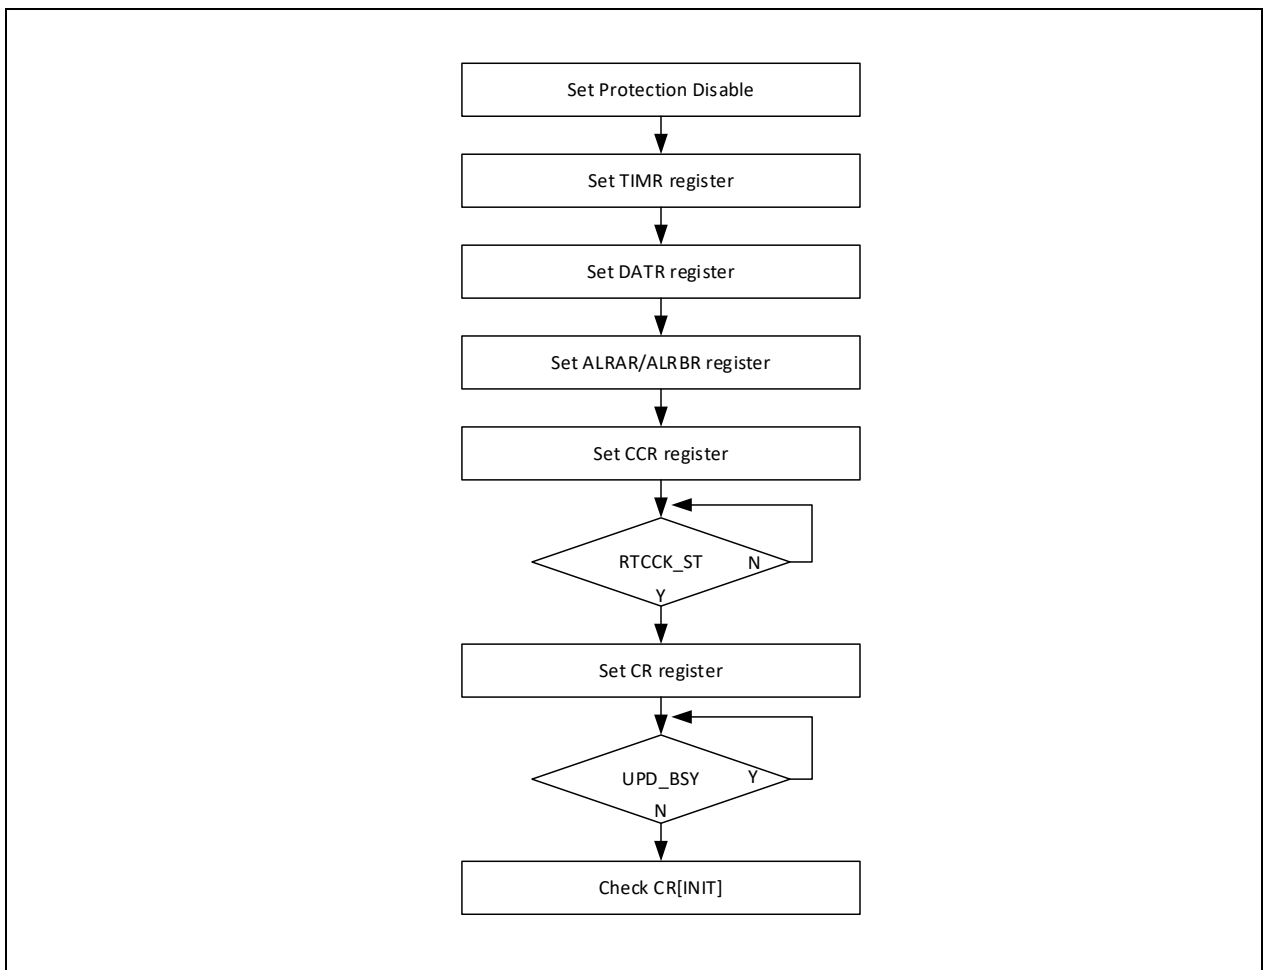 Set Protection Disable
Set TIMR register
Set DATR register
Set ALRAR/ALRBR register
Set CCR register
RTCCK_ST
N
Y
Set CR register
UPD_BSY
Y
N
Check CR[INIT]